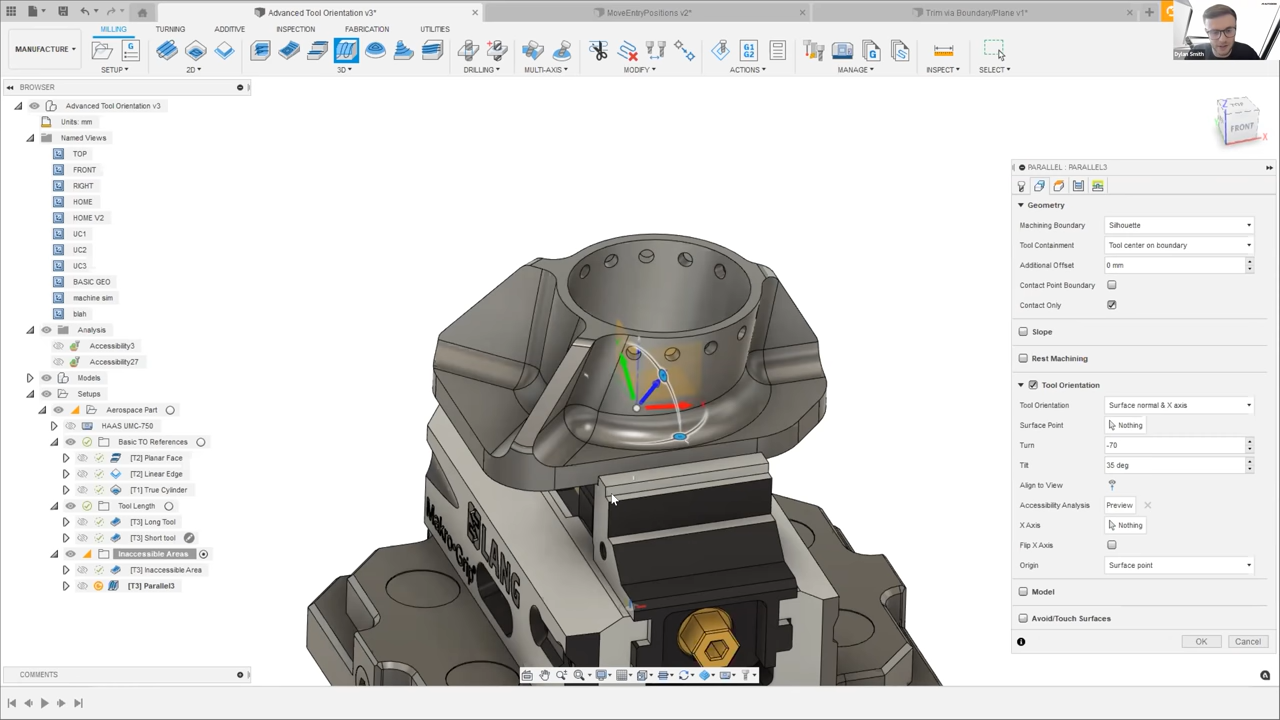 Advanced Tool Orientation v3*
MoveEntryPositions v2*
Trim via Boundary/Plane v1*
Dylan Smith
MILLING TURNING ADDITIVE INSPECTION FABRICATION UTILITIES
MANUFACTURE
SETUP
2D
3D
DRILLING
MULTI-AXIS
MODIFY
G1
G2
ACTIONS
MANAGE
INSPECT
SELECT
BROWSER
Advanced Tool Orientation v3
Units: mm
Named Views
TOP
FRONT
RIGHT
HOME
HOME V2
UC1
UC2
UC3
BASIC GEO
machine sim
blah
Analysis
Accessibility3
Accessibility27
Models
Setups
Aerospace Part
HAAS UMC-750
Basic TO References
[T2] Planar Face
[T2] Linear Edge
[T1] True Cylinder
Tool Length
[T3] Long Tool
[T3] Short tool
Inaccessible Areas
[T3] Inaccessible Area
[T3] Parallel3
COMMENTS
LANG
Makro•Grip
Z
TOP
FRONT
X
PARALLEL : PARALLEL3
Geometry
Machining Boundary Silhouette
Tool Containment Tool center on boundary
Additional Offset 0 mm
Contact Point Boundary
Contact Only
Slope
Rest Machining
Tool Orientation
Tool Orientation Surface normal & X axis
Surface Point Nothing
Turn -70
Tilt 35 deg
Align to View
Accessibility Analysis Preview
X Axis Nothing
Flip X Axis
Origin Surface point
Model
Avoid/Touch Surfaces
OK Cancel